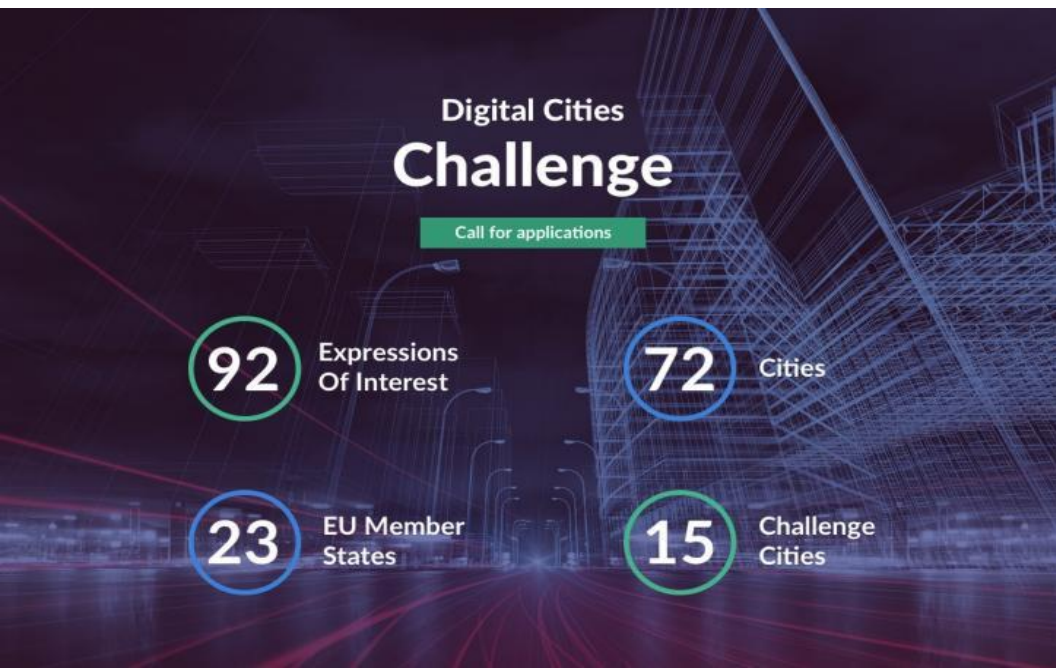 Digital Cities
Challenge
Call for applications
92
Expressions
Of Interest
72
Cities
23
EU Member
States
15
Challenge
Cities